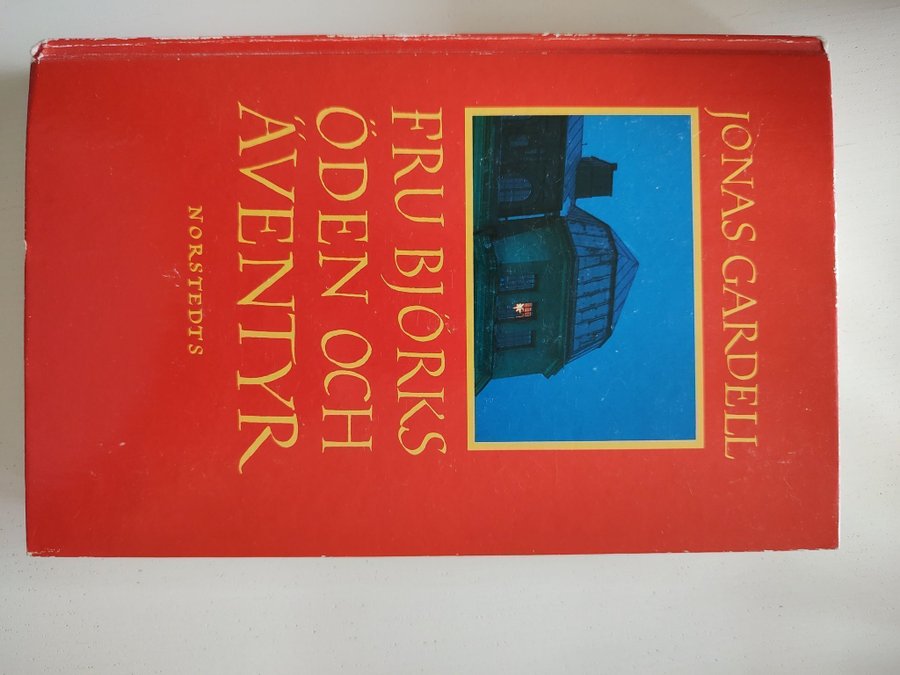 JONAS GARDELL
FRU BJÖRKS
ÖDEN OCH
ÄVENTYR
NORSTEDTS